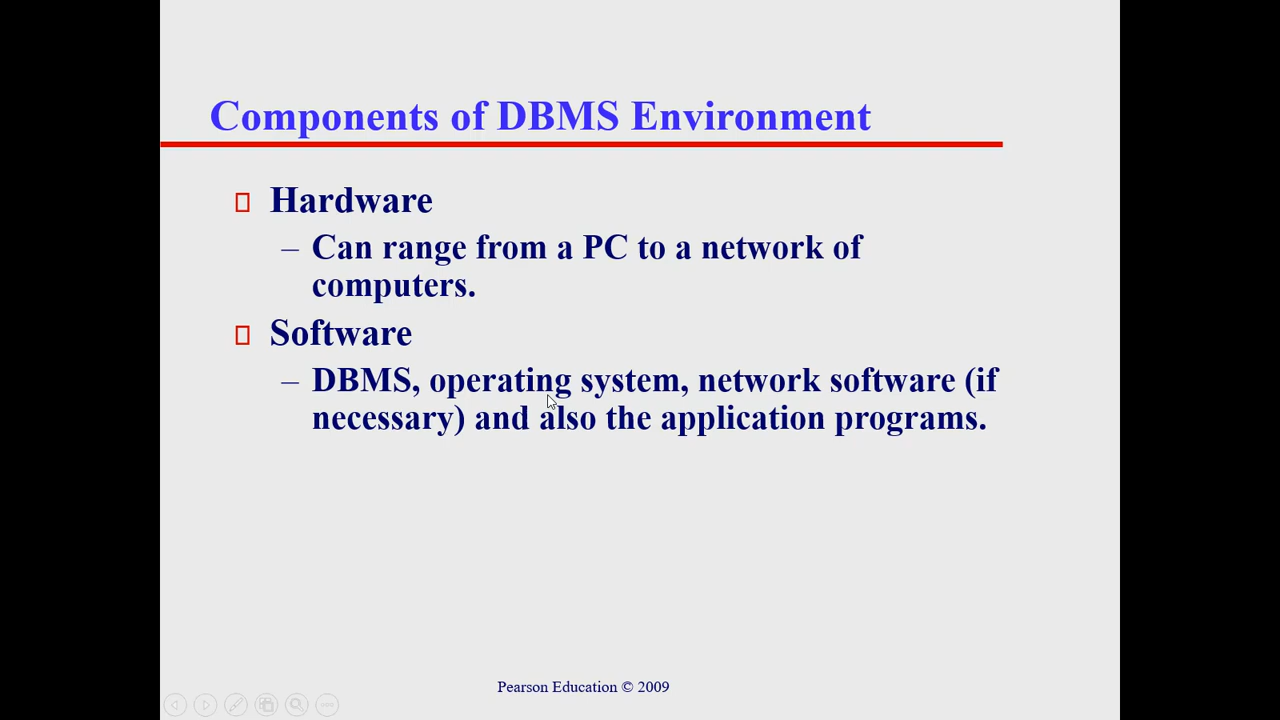 Components of DBMS Environment
Hardware
– Can range from a PC to a network of
computers.
Software
– DBMS, operating system, network software (if
necessary) and also the application programs.
Pearson Education © 2009